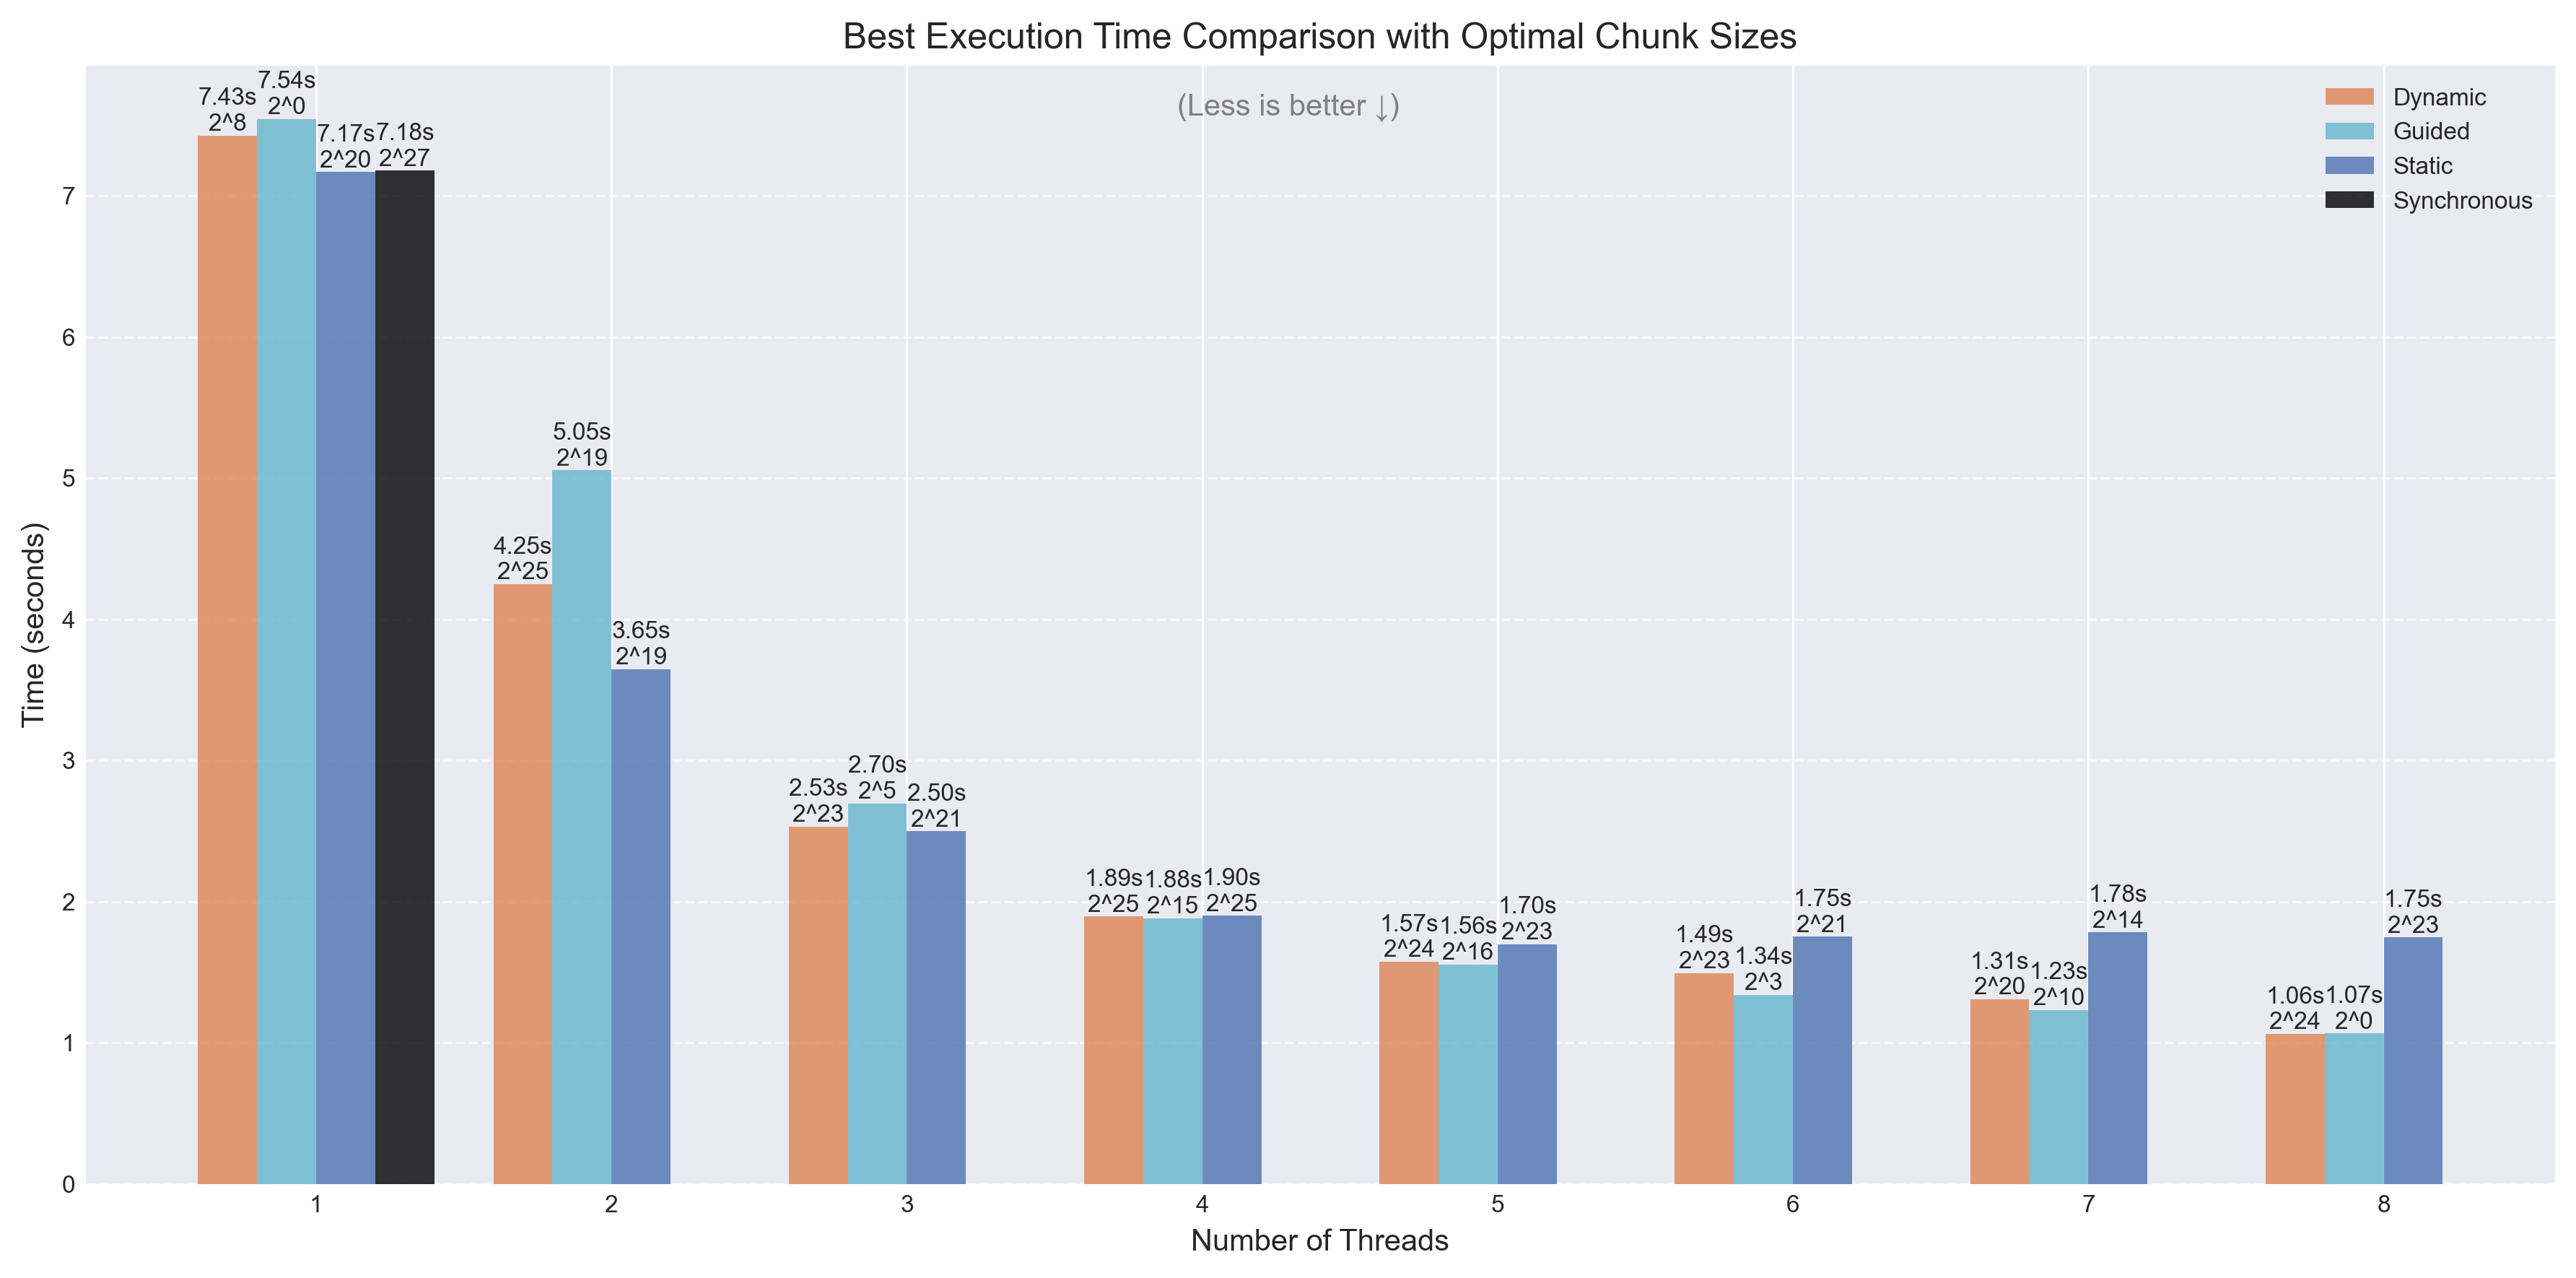 Best Execution Time Comparison with Optimal Chunk Sizes
(Less is better ↓)
Dynamic
Guided
Static
Synchronous
Time (seconds)
7
6
5
4
3
2
1
0
7.43s
2^8
7.54s
2^0
7.17s
2^20
7.18s
2^27
4.25s
2^25
5.05s
2^19
3.65s
2^19
2.53s
2^23
2.70s
2^5
2.50s
2^21
1.89s
2^25
1.88s
2^15
1.90s
2^25
1.57s
2^24
1.56s
2^16
1.70s
2^23
1.49s
2^23
1.34s
2^3
1.75s
2^21
1.31s
2^20
1.23s
2^10
1.78s
2^14
1.06s
2^24
1.07s
2^0
1.75s
2^23
1 2 3 4 5 6 7 8
Number of Threads